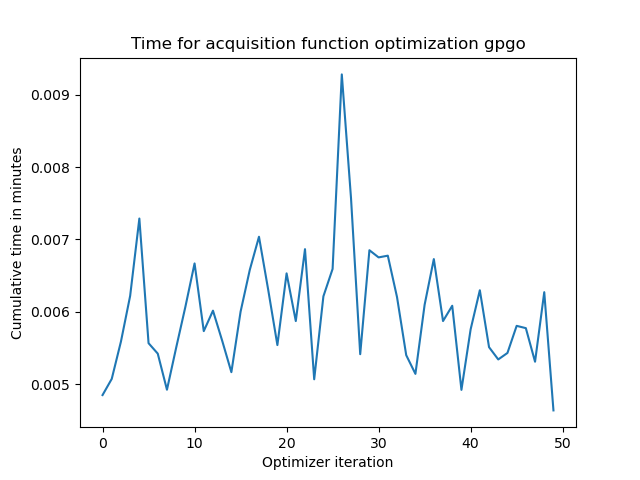 Time for acquisition function optimization gpgo
0.009
0.008
0.007
0.006
0.005
Cumulative time in minutes
0 10 20 30 40 50
Optimizer iteration